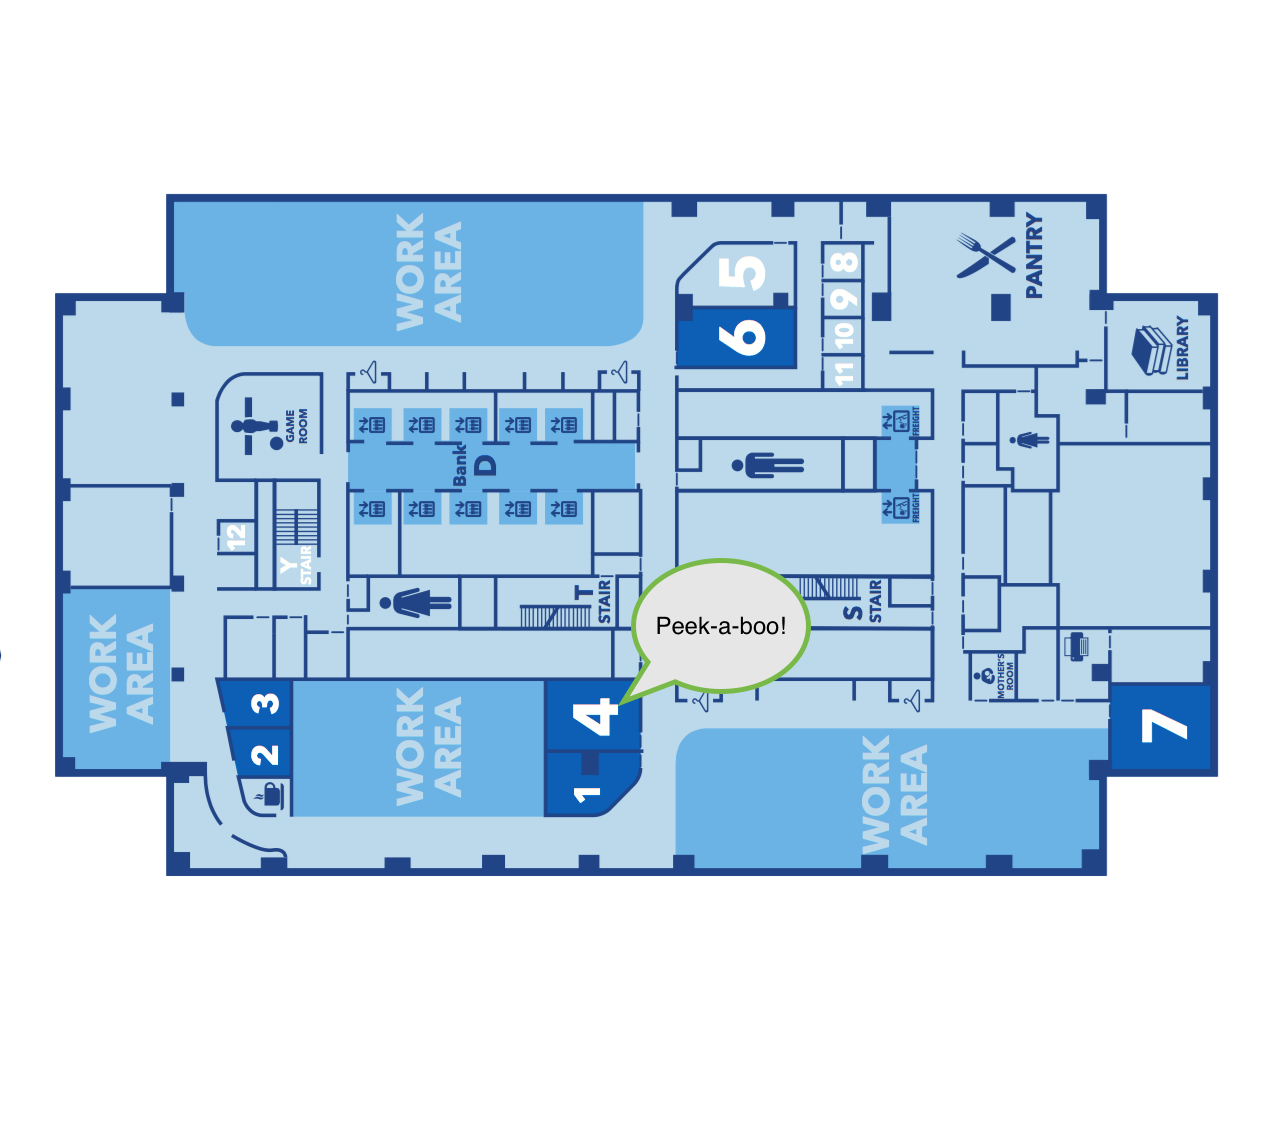 WORK
AREA
5
6
8
9
10
11
PANTRY
LIBRARY
GAME
ROOM
Bank
D
FREIGHT
FREIGHT
12
Y
STAIR
T
STAIR
Peek-a-boo!
S
STAIR
WORK
AREA
3
2
WORK
AREA
4
1
MOTHER'S
ROOM
7
WORK
AREA